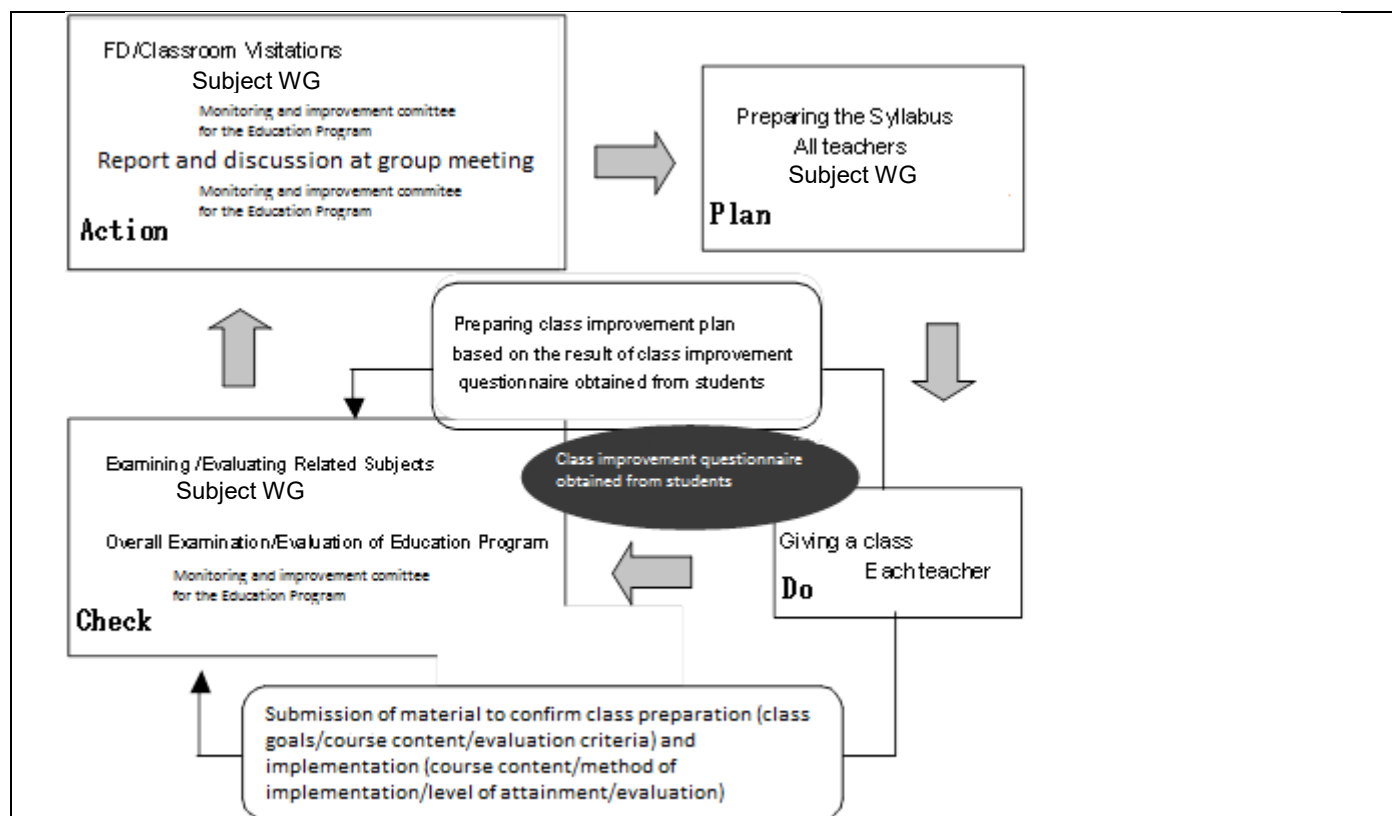 FD/Classroom Visitations
Subject WG
Monitoring and improvement comittee
for the Education Program
Report and discussion at group meeting
Monitoring and improvement commitee
for the Education Program
Action
Preparing the Syllabus
All teachers
Subject WG
Plan
Preparing class improvement plan
based on the result of class improvement
questionnaire obtained from students
Class improvement questionnaire
obtained from students
Examining/Evaluating Related Subjects
Subject WG
Overall Examination/Evaluation of Education Program
Monitoring and improvement comittee
for the Education Program
Check
Giving a class
Each teacher
Do
Submission of material to confirm class preparation (class
goals/course content/evaluation criteria) and
implementation (course content/method of
implementation/level of attainment/evaluation)